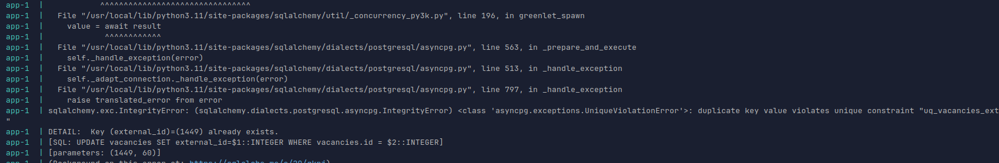 app-1  |            ^^^^^^^^^^^^^^^^^^^^^^^^^^^^^^^^
app-1  |   File "/usr/local/lib/python3.11/site-packages/sqlalchemy/util/_concurrency_py3k.py", line 196, in greenlet_spawn
app-1  |     value = await result
app-1  |             ^^^^^^^^^^^^
app-1  |   File "/usr/local/lib/python3.11/site-packages/sqlalchemy/dialects/postgresql/asyncpg.py", line 563, in _prepare_and_execute
app-1  |     self._handle_exception(error)
app-1  |   File "/usr/local/lib/python3.11/site-packages/sqlalchemy/dialects/postgresql/asyncpg.py", line 513, in _handle_exception
app-1  |     self._adapt_connection._handle_exception(error)
app-1  |   File "/usr/local/lib/python3.11/site-packages/sqlalchemy/dialects/postgresql/asyncpg.py", line 797, in _handle_exception
app-1  |     raise translated_error from error
app-1  | sqlalchemy.exc.IntegrityError: (sqlalchemy.dialects.postgresql.asyncpg.IntegrityError) <class 'asyncpg.exceptions.UniqueViolationError'>: duplicate key value violates unique constraint "uq_vacancies_ext
"
app-1  | DETAIL:  Key (external_id)=(1449) already exists.
app-1  | [SQL: UPDATE vacancies SET external_id=$1::INTEGER WHERE vacancies.id = $2::INTEGER]
app-1  | [parameters: (1449, 60)]
app-1  | (Background on this error at: